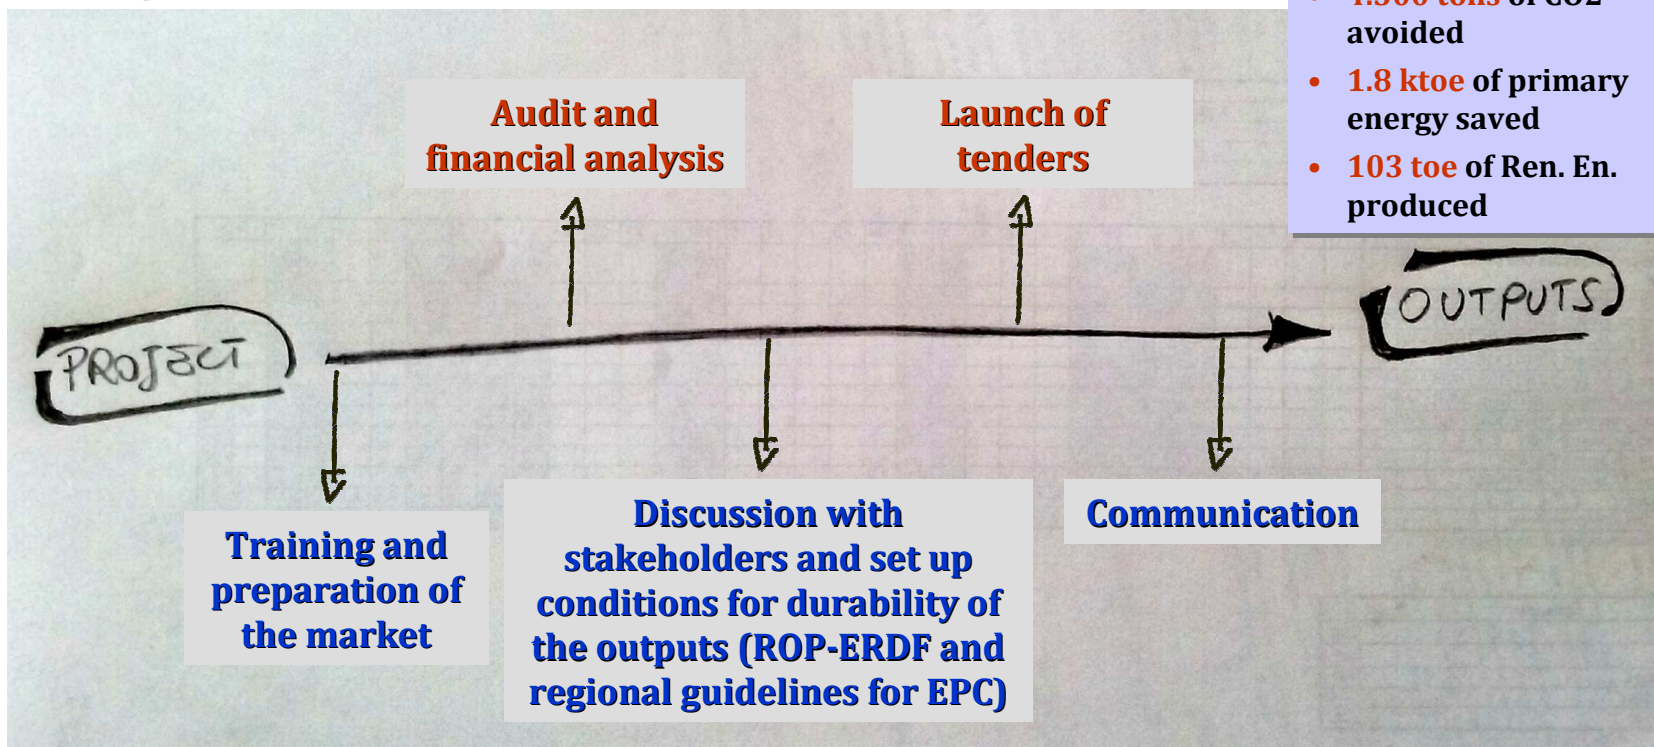 avoided
• 1.8 ktoe of primary
energy saved
• 103 toe of Ren. En.
produced
Audit and
financial analysis
Launch of
tenders
PROJECT
OUTPUTS
Training and
preparation of
the market
Discussion with
stakeholders and set up
conditions for durability of
the outputs (ROP-ERDF and
regional guidelines for EPC)
Communication